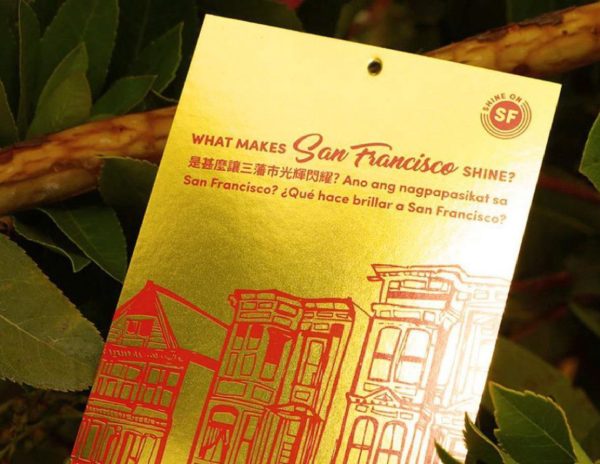 SHINE ON
SF
WHAT MAKES San Francisco SHINE?
是甚麼讓三藩市光輝閃耀? Ano ang nagpapasikat sa
San Francisco? ¿Qué hace brillar a San Francisco?